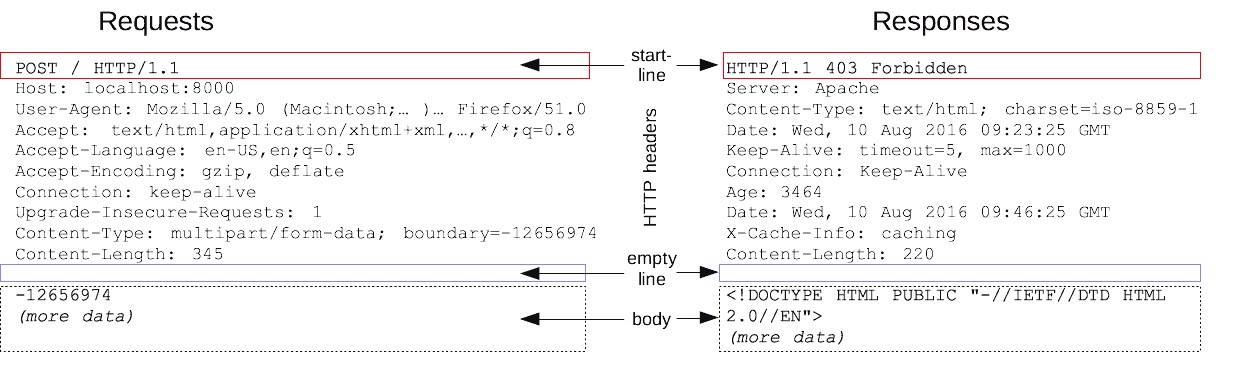 Requests
POST / HTTP/1.1
Host: localhost:8000
User-Agent: Mozilla/5.0 (Macintosh;… )… Firefox/51.0
Accept: text/html,application/xhtml+xml,…,*/*;q=0.8
Accept-Language: en-US,en;q=0.5
Accept-Encoding: gzip, deflate
Connection: keep-alive
Upgrade-Insecure-Requests: 1
Content-Type: multipart/form-data; boundary=-12656974
Content-Length: 345
-12656974
(more data)
start-
line
HTTP headers
empty
line
body
Responses
HTTP/1.1 403 Forbidden
Server: Apache
Content-Type: text/html; charset=iso-8859-1
Date: Wed, 10 Aug 2016 09:23:25 GMT
Keep-Alive: timeout=5, max=1000
Connection: Keep-Alive
Age: 3464
Date: Wed, 10 Aug 2016 09:46:25 GMT
X-Cache-Info: caching
Content-Length: 220
<!DOCTYPE HTML PUBLIC "-//IETF//DTD HTML
2.0//EN">
(more data)